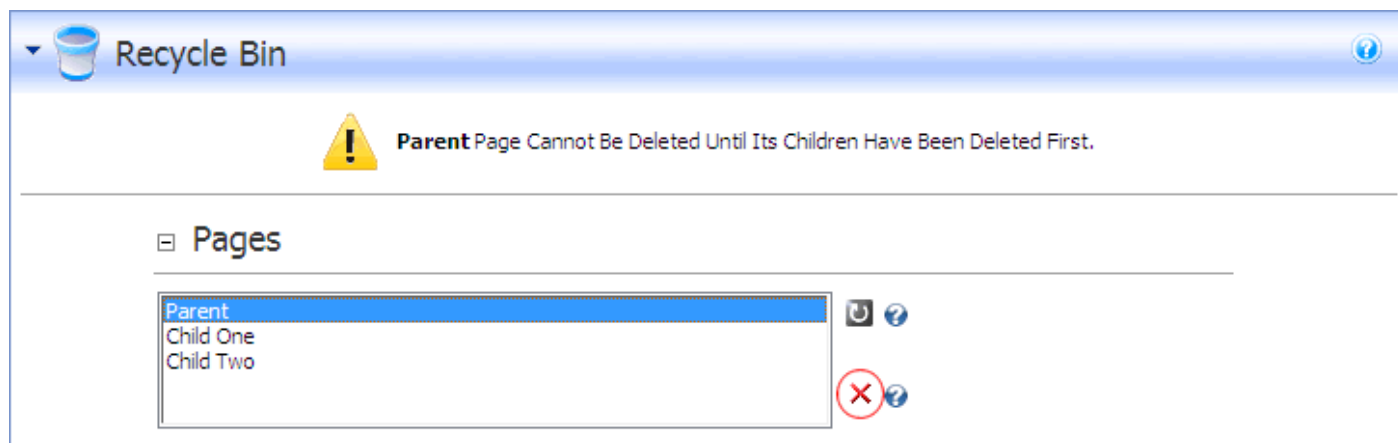 Recycle Bin
Parent Page Cannot Be Deleted Until Its Children Have Been Deleted First.
Pages
Parent
Child One
Child Two